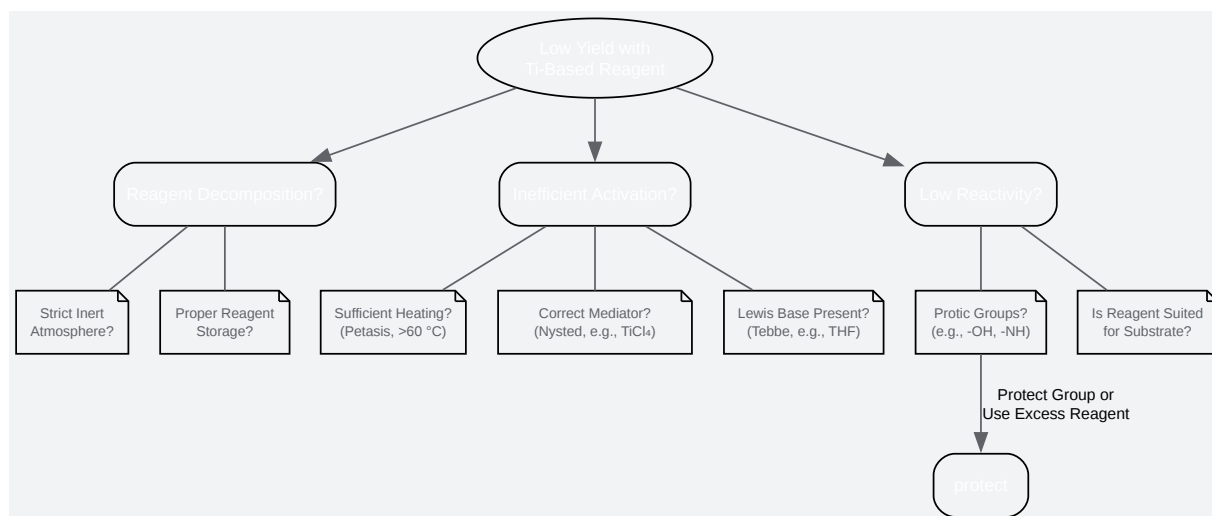 Low Yield with
Ti-Based Reagent
Reagent Decomposition?
Inefficient Activation?
Low Reactivity?
Strict Inert
Atmosphere?
Proper Reagent
Storage?
Sufficient Heating?
(Petasis, >60 °C)
Correct Mediator?
(Nysted, e.g., TiCl₄)
Lewis Base Present?
(Tebbe, e.g., THF)
Protic Groups?
(e.g., -OH, -NH)
Is Reagent Suited
for Substrate?
Protect Group or
Use Excess Reagent
protect